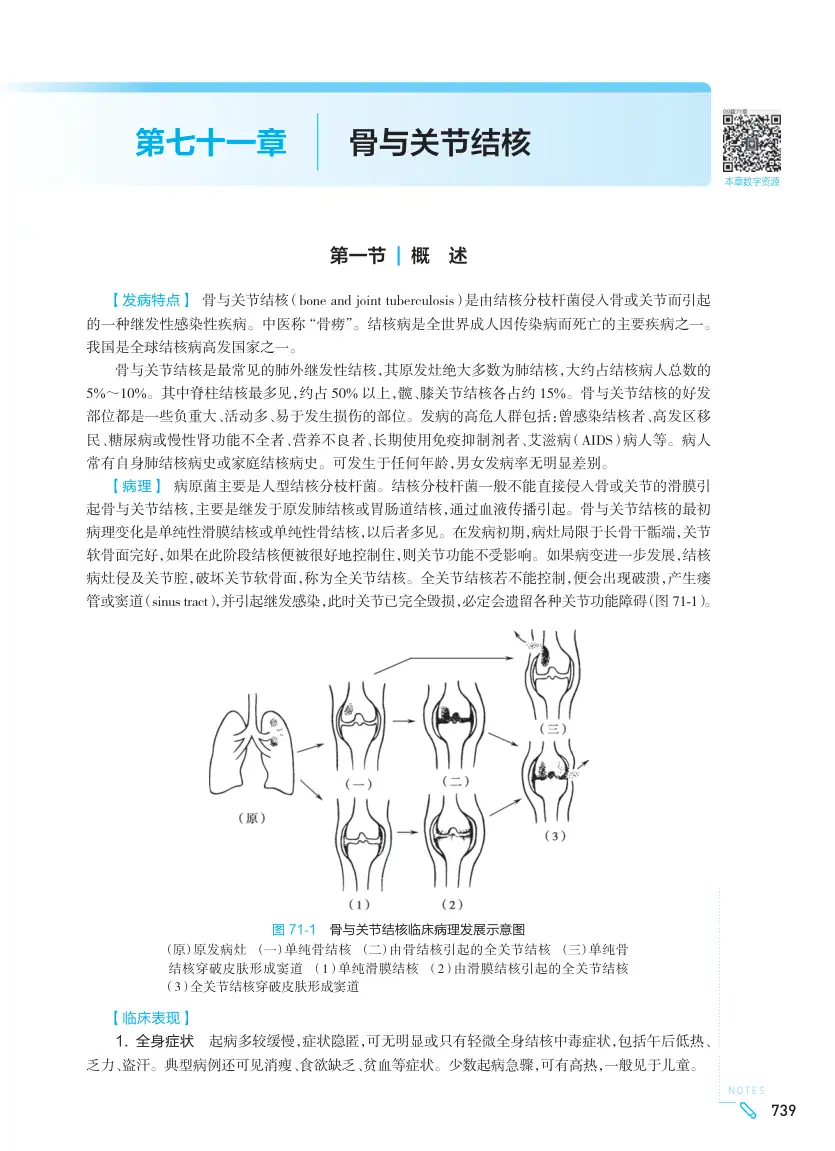 第七十一章 骨与关节结核
09篇71章
本章数字资源
第一节 | 概 述
【发病特点】 骨与关节结核(bone and joint tuberculosis)是由结核分枝杆菌侵入骨或关节而引起
的一种继发性感染性疾病。中医称 “骨痨”。结核病是全世界成人因传染病而死亡的主要疾病之一。
我国是全球结核病高发国家之一。
骨与关节结核是最常见的肺外继发性结核,其原发灶绝大多数为肺结核,大约占结核病人总数的
5%～10%。其中脊柱结核最多见,约占 50% 以上,髋、膝关节结核各占约 15%。骨与关节结核的好发
部位都是一些负重大、活动多、易于发生损伤的部位。发病的高危人群包括:曾感染结核者、高发区移
民、糖尿病或慢性肾功能不全者、营养不良者、长期使用免疫抑制剂者、艾滋病(AIDS)病人等。病人
常有自身肺结核病史或家庭结核病史。可发生于任何年龄,男女发病率无明显差别。
【病理】 病原菌主要是人型结核分枝杆菌。结核分枝杆菌一般不能直接侵入骨或关节的滑膜引
起骨与关节结核,主要是继发于原发肺结核或胃肠道结核,通过血液传播引起。骨与关节结核的最初
病理变化是单纯性滑膜结核或单纯性骨结核,以后者多见。在发病初期,病灶局限于长骨干骺端,关节
软骨面完好,如果在此阶段结核便被很好地控制住,则关节功能不受影响。如果病变进一步发展,结核
病灶侵及关节腔,破坏关节软骨面,称为全关节结核。全关节结核若不能控制,便会出现破溃,产生瘘
管或窦道(sinus tract),并引起继发感染,此时关节已完全毁损,必定会遗留各种关节功能障碍(图 71-1)。
(三)
(一)
(二)
(原)
(3)
(1)
(2)
图 71-1 骨与关节结核临床病理发展示意图
(原)原发病灶 (一)单纯骨结核 (二)由骨结核引起的全关节结核 (三)单纯骨
结核穿破皮肤形成窦道 (1)单纯滑膜结核 (2)由滑膜结核引起的全关节结核
(3)全关节结核穿破皮肤形成窦道
【临床表现】
1. 全身症状 起病多较缓慢,症状隐匿,可无明显或只有轻微全身结核中毒症状,包括午后低热、
乏力、盗汗。典型病例还可见消瘦、食欲缺乏、贫血等症状。少数起病急骤,可有高热,一般见于儿童。
NOTES
739